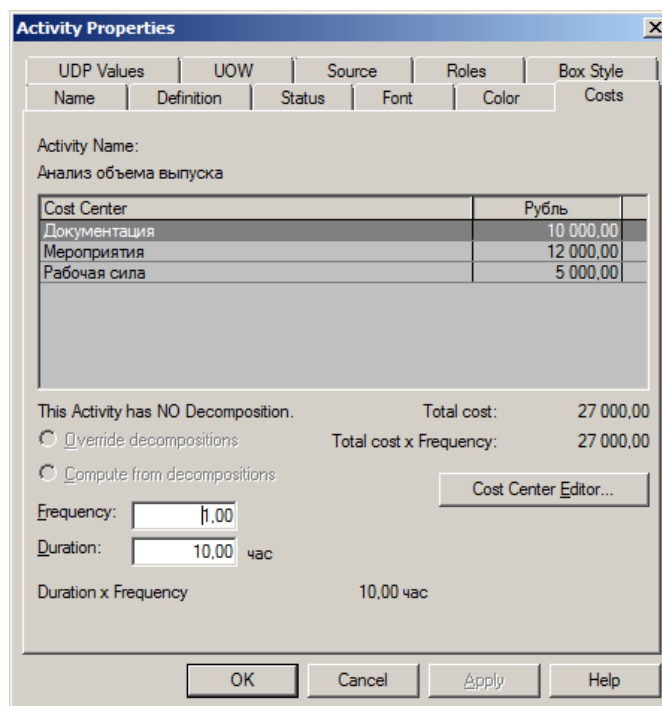 Activity Properties
UDP Values UOW Source Roles Box Style
Name Definition Status Font Color Costs
Activity Name:
Анализ объема выпуска
Cost Center Рубль
Документация 10 000,00
Мероприятия 12 000,00
Рабочая сила 5 000,00
This Activity has NO Decomposition. Total cost: 27 000,00
Override decompositions Total cost x Frequency: 27 000,00
Compute from decompositions
Cost Center Editor...
Frequency: 1,00
Duration: 10,00 час
Duration x Frequency 10,00 час
OK Cancel Apply Help